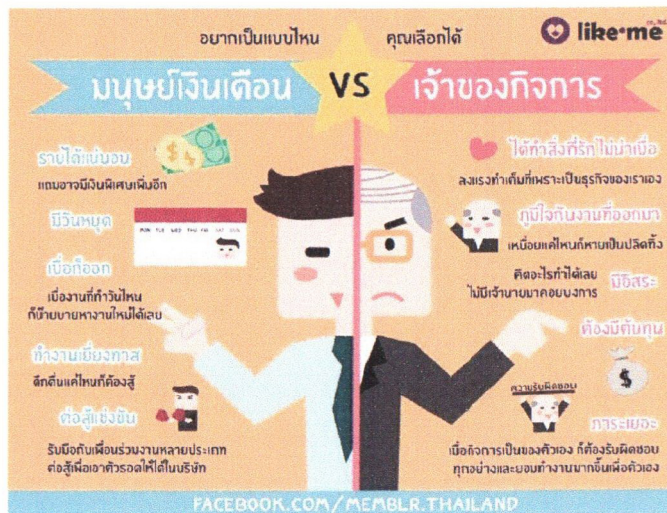 อยากเป็นแบบไหน คุณเลือกได้
like•me
มนุษย์เงินเดือน VS เจ้าของกิจการ
รายได้แน่นอน
แถมอาจมีเงินพิเศษเพิ่มอีก
มีวันหยุด
MON TUE WED THU FRI SAT SUN
เบื่อก็ออก
เบื่องานที่ทำวันไหน
ก็บ๊ายบายหางานใหม่ได้เลย
ทำงานเยี่ยงทาส
ดึกดื่นแค่ไหนก็ต้องสู้
ต่อสู้แข่งขัน
รับมือกับเพื่อนร่วมงานหลายประเภท
ต่อสู้เพื่อเอาตัวรอดให้ได้ในบริษัท
ได้ทำสิ่งที่รัก ไม่น่าเบื่อ
ลงแรงทำเต็มที่เพราะเป็นธุรกิจของเราเอง
ภูมิใจกับงานที่ออกมา
เหนื่อยแค่ไหนก็หายเป็นปลิดทิ้ง
มีอิสระ
คิดอะไรทำได้เลย
ไม่มีเจ้านายมาคอยบงการ
ต้องมีต้นทุน
$
ความรับผิดชอบ
ภาระเยอะ
เมื่อกิจการเป็นของตัวเอง ก็ต้องรับผิดชอบ
ทุกอย่างและยอมทำงานมากขึ้นเพื่อตัวเอง
FACEBOOK.COM/MEMBLR.THAILAND